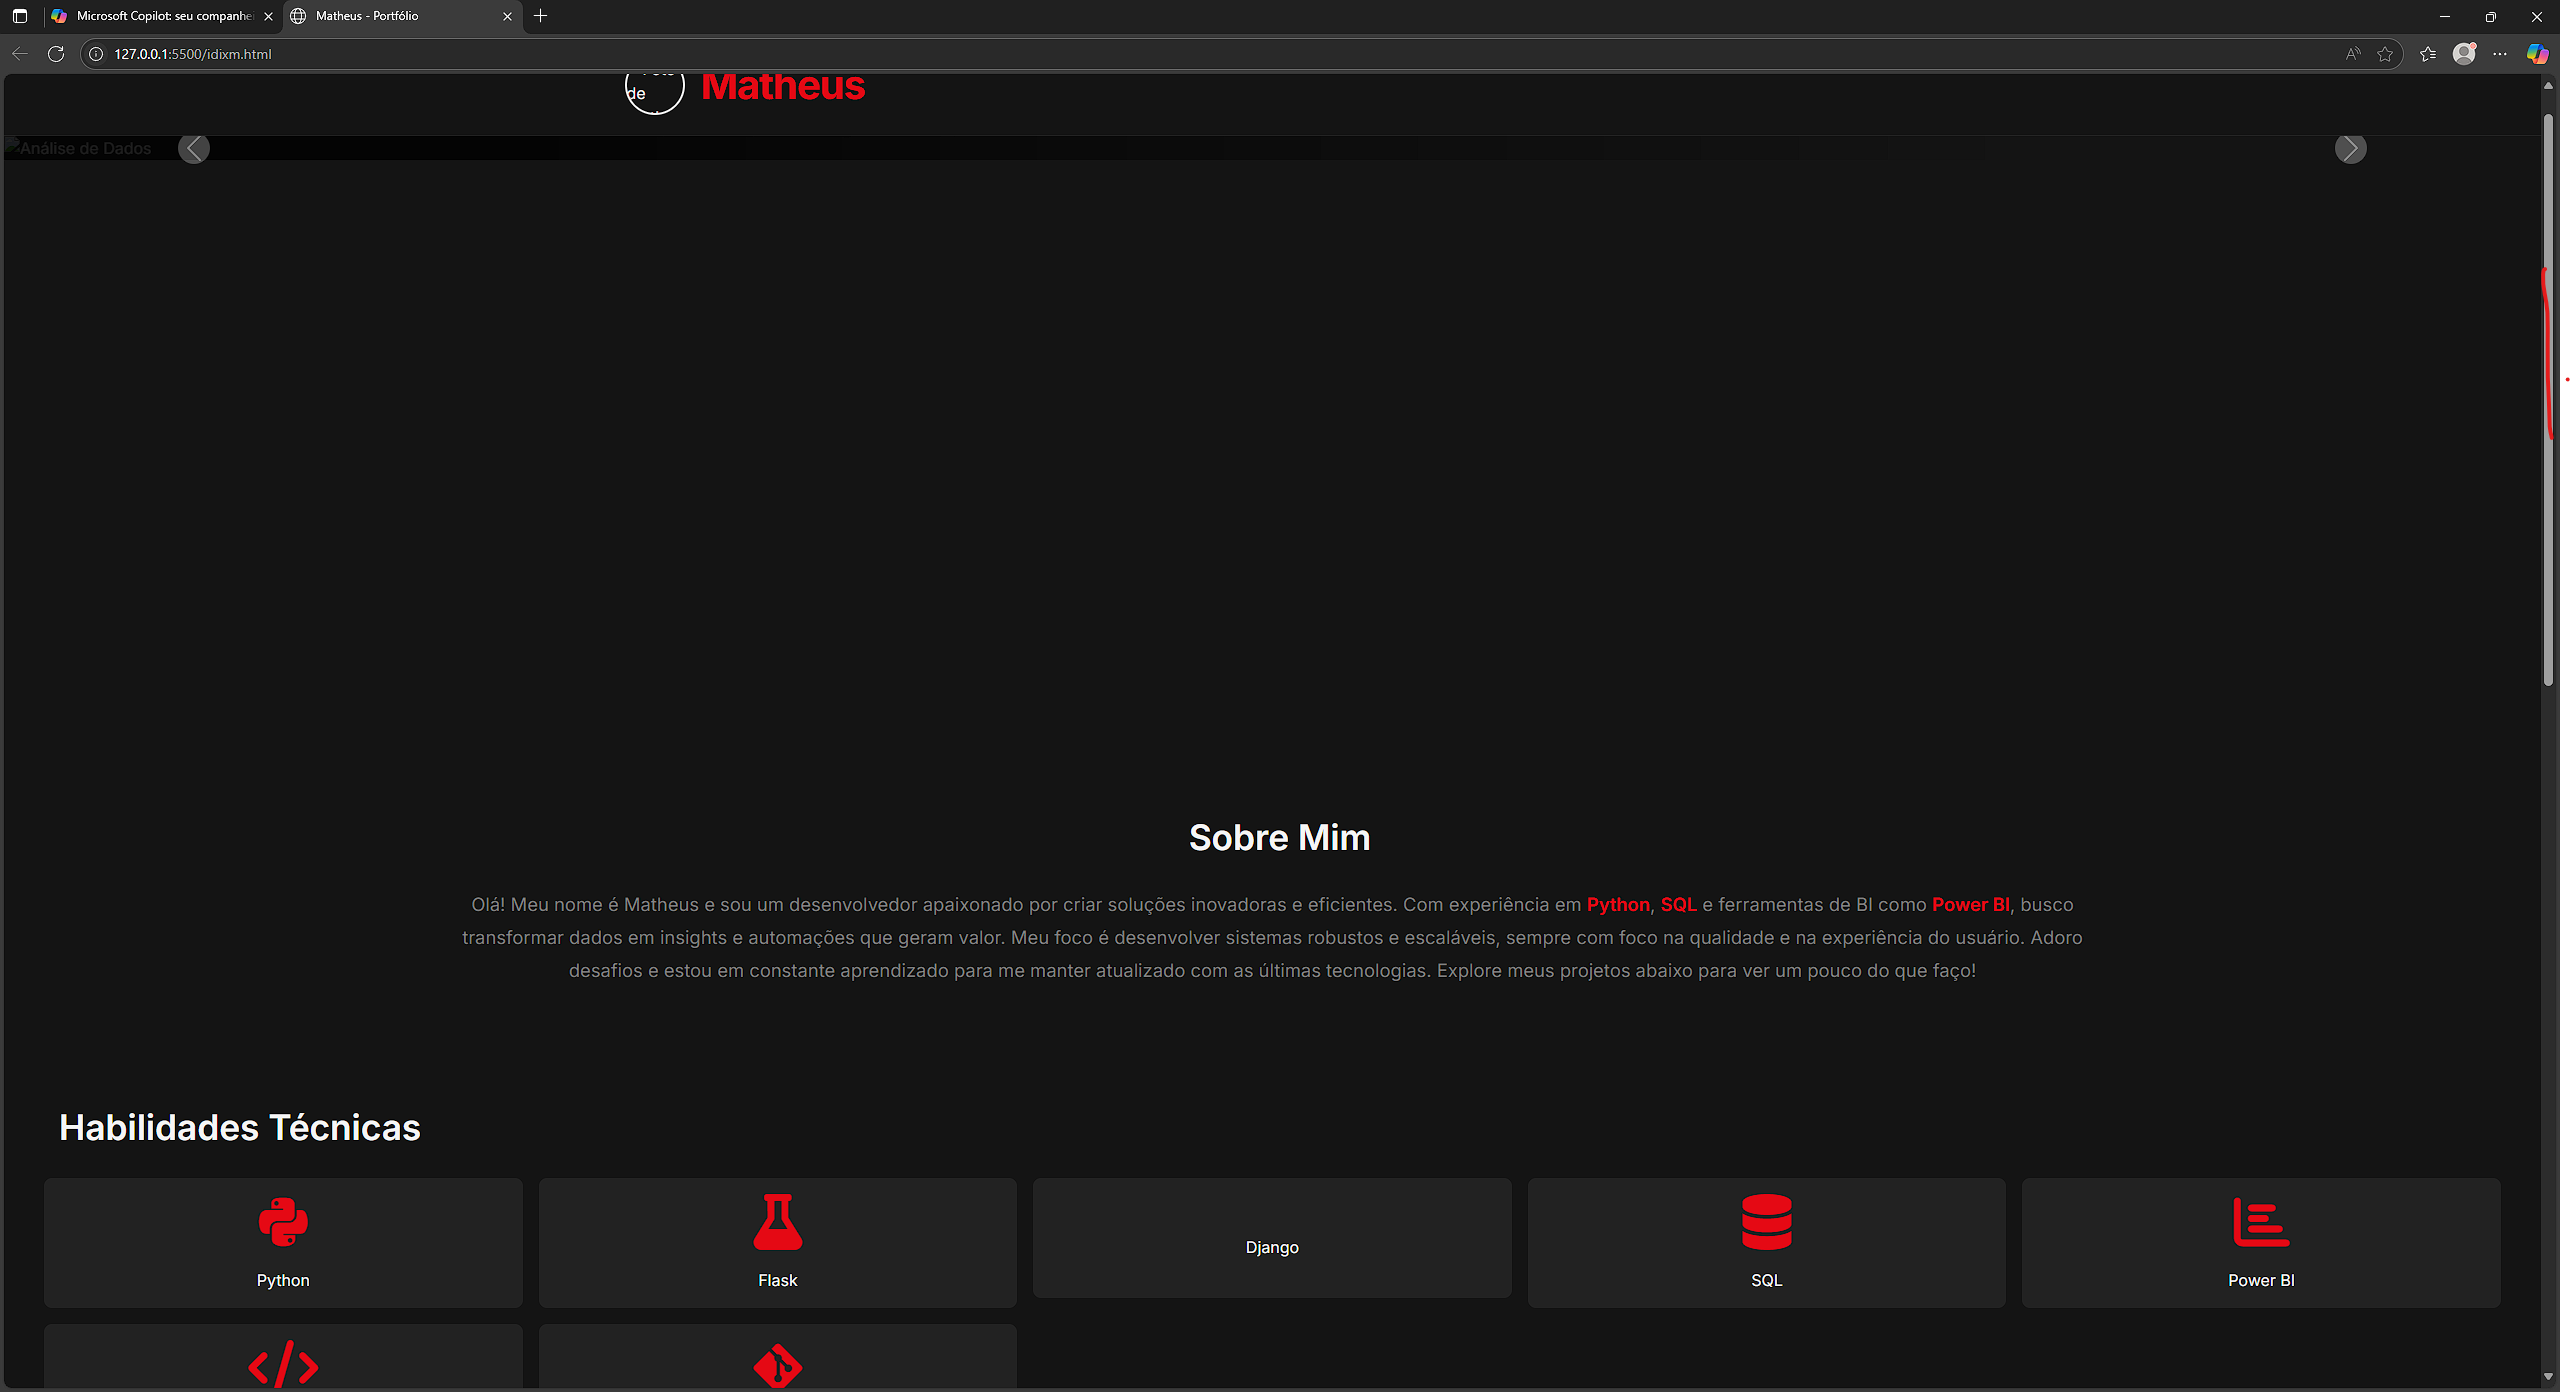 Microsoft Copilot: seu companhe
Matheus - Portfólio
127.0.0.1:5500/idixm.html
de
Matheus
Análise de Dados
Sobre Mim
Olá! Meu nome é Matheus e sou um desenvolvedor apaixonado por criar soluções inovadoras e eficientes. Com experiência em Python, SQL e ferramentas de BI como Power BI, busco
transformar dados em insights e automações que geram valor. Meu foco é desenvolver sistemas robustos e escaláveis, sempre com foco na qualidade e na experiência do usuário. Adoro
desafios e estou em constante aprendizado para me manter atualizado com as últimas tecnologias. Explore meus projetos abaixo para ver um pouco do que faço!
Habilidades Técnicas
Python
Flask
Django
SQL
Power BI